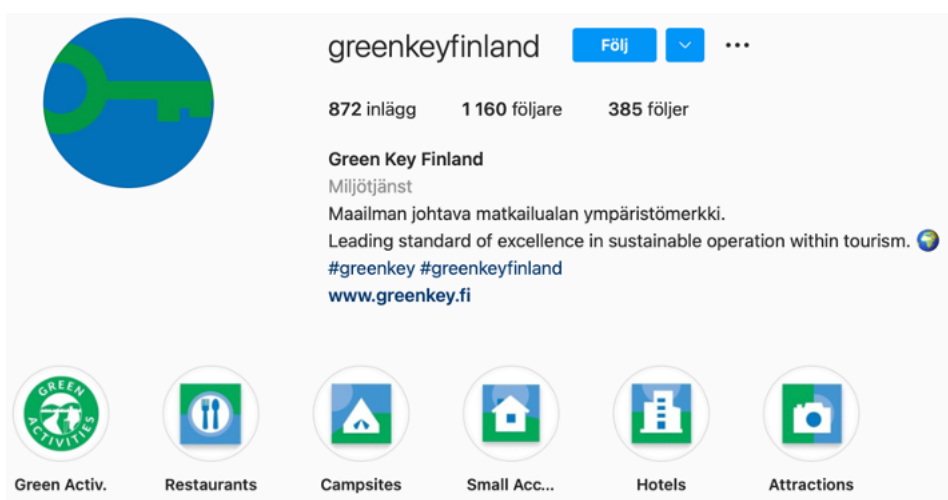 greenkeyfinland Följ
872 inlägg 1 160 följare 385 följer
Green Key Finland
Miljötjänst
Maailman johtava matkailualan ympäristömerkki.
Leading standard of excellence in sustainable operation within tourism. 🌍
#greenkey #greenkeyfinland
www.greenkey.fi
GREEN ACTIVITIES
Green Activ. Restaurants Campsites Small Acc... Hotels Attractions